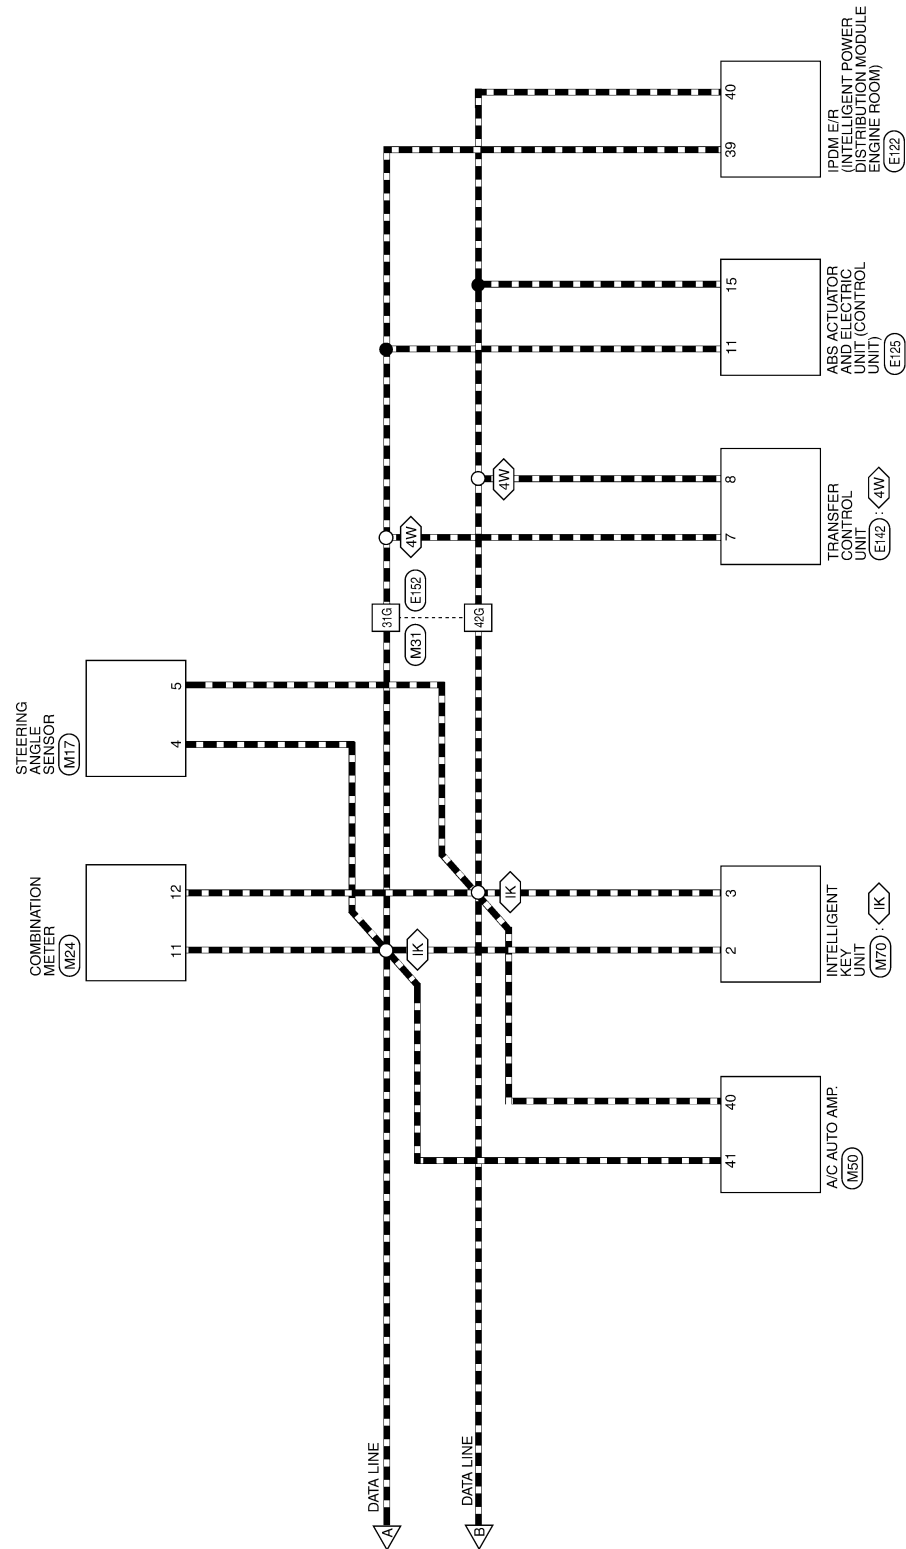 STEERING
ANGLE
SENSOR
M17
4
5
COMBINATION
METER
M24
11
12
DATA LINE
A
DATA LINE
B
IK
IK
31G
42G
M31
E152
4W
4W
41
40
A/C AUTO AMP.
M50
2
3
INTELLIGENT
KEY
UNIT
M70 : IK
7
8
TRANSFER
CONTROL
UNIT
E142 : 4W
11
15
ABS ACTUATOR
AND ELECTRIC
UNIT (CONTROL
UNIT)
E125
39
40
IPDM E/R
(INTELLIGENT POWER
DISTRIBUTION MODULE
ENGINE ROOM)
E122